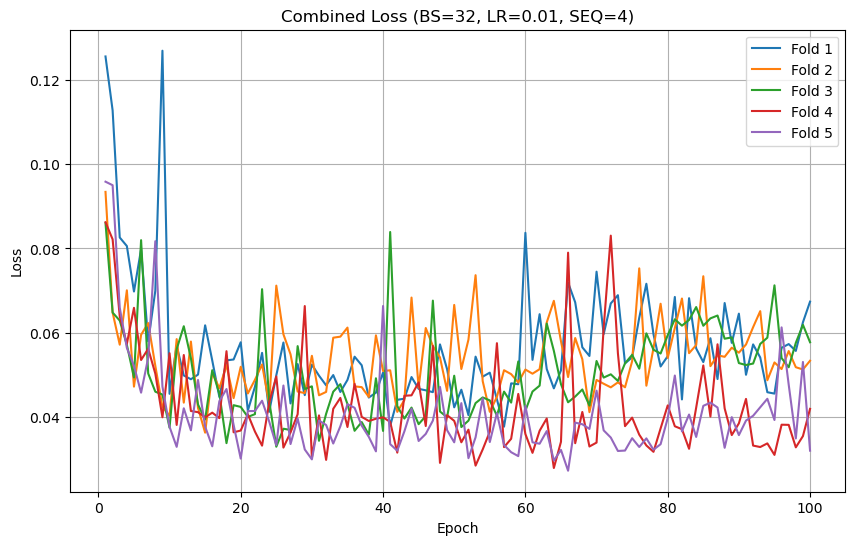 Combined Loss (BS=32, LR=0.01, SEQ=4)
Fold 1
Fold 2
Fold 3
Fold 4
Fold 5
0.12
0.10
0.08
0.06
0.04
Loss
0
20
40
60
80
100
Epoch